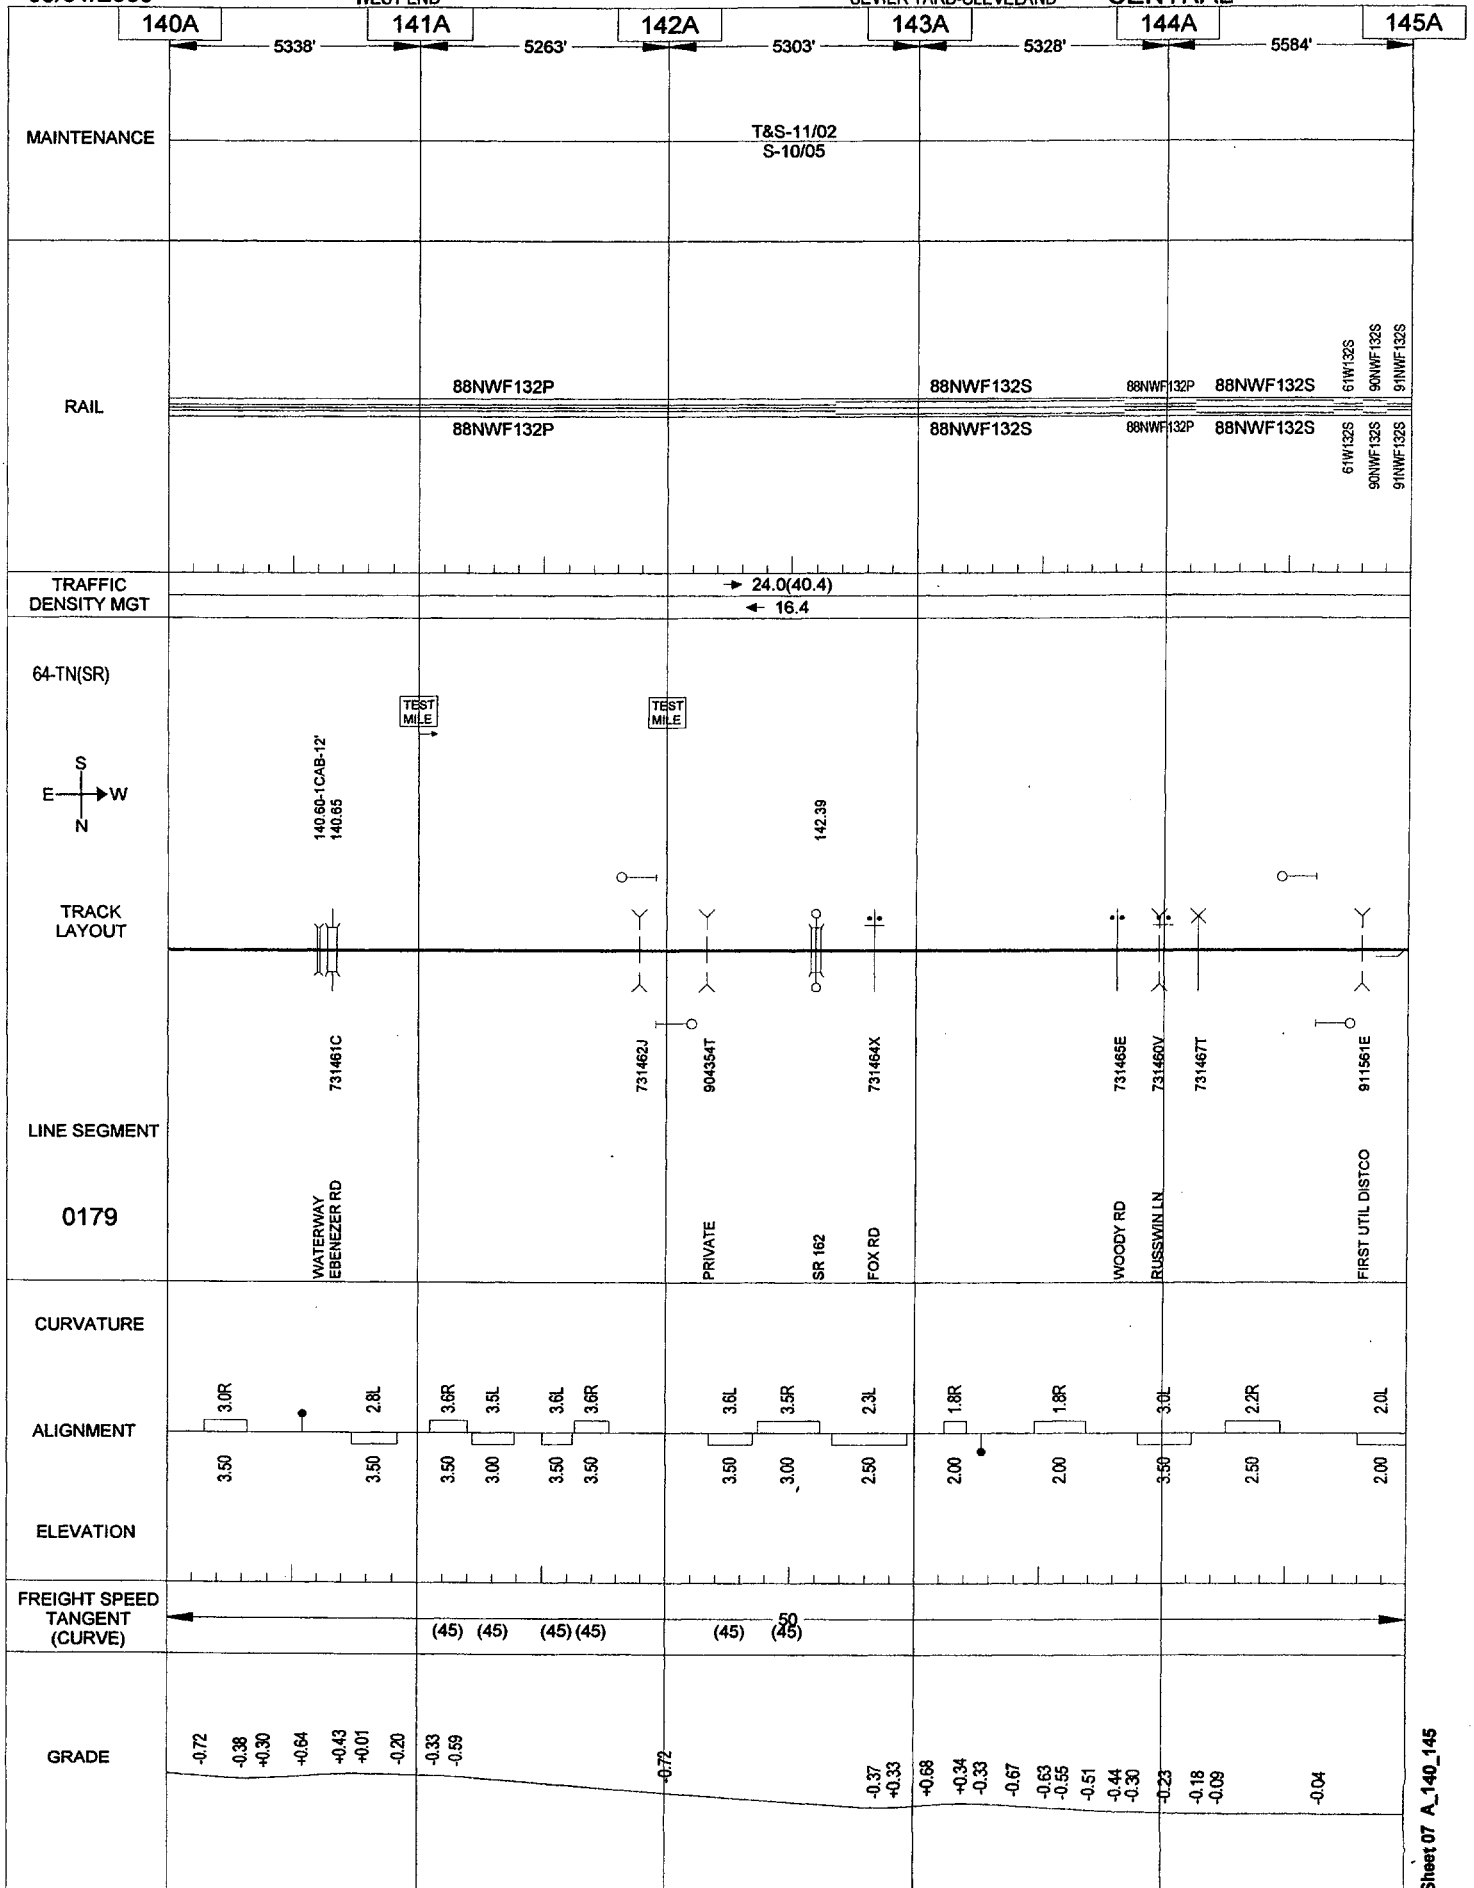 140A 141A 142A 143A 144A 145A
5338' 5263' 5303' 5328' 5584'
MAINTENANCE
T&S-11/02
S-10/05
RAIL
88NWF132P 88NWF132S 88NWF132P 88NWF132S 61W132S 90NWF132S 91NWF132S
88NWF132P 88NWF132S 88NWF132P 88NWF132S 61W132S 90NWF132S 91NWF132S
TRAFFIC
DENSITY MGT
24.0(40.4)
16.4
64-TN(SR)
TEST
MILE
TEST
MILE
S
E W
N
140.60-1CAB-12'
140.65
142.39
TRACK
LAYOUT
731461C 731462J 904354T 731464X 731465E 731460V 731467T 911561E
LINE SEGMENT
0179
WATERWAY
EBENEZER RD
PRIVATE
SR 162
FOX RD
WOODY RD
RUSSWIN LN
FIRST UTIL DISTCO
CURVATURE
3.0R 2.8L 3.6R 3.5L 3.6L 3.6R 3.6L 3.5R 2.3L 1.8R 1.8R 3.0L 2.2R 2.0L
ALIGNMENT
3.50 3.50 3.50 3.00 3.50 3.50 3.50 3.00 2.50 2.00 2.00 3.50 2.50 2.00
ELEVATION
FREIGHT SPEED
TANGENT
(CURVE)
50
(45) (45) (45) (45) (45) (45)
GRADE
-0.72 -0.38 +0.30 +0.64 +0.43 +0.01 -0.20 -0.33 -0.59 -0.72 -0.37 +0.33 +0.68 +0.34 -0.33 -0.67 -0.63 -0.55 -0.51 -0.44 -0.30 -0.23 -0.18 -0.09 -0.04
Sheet 07 A_140_145